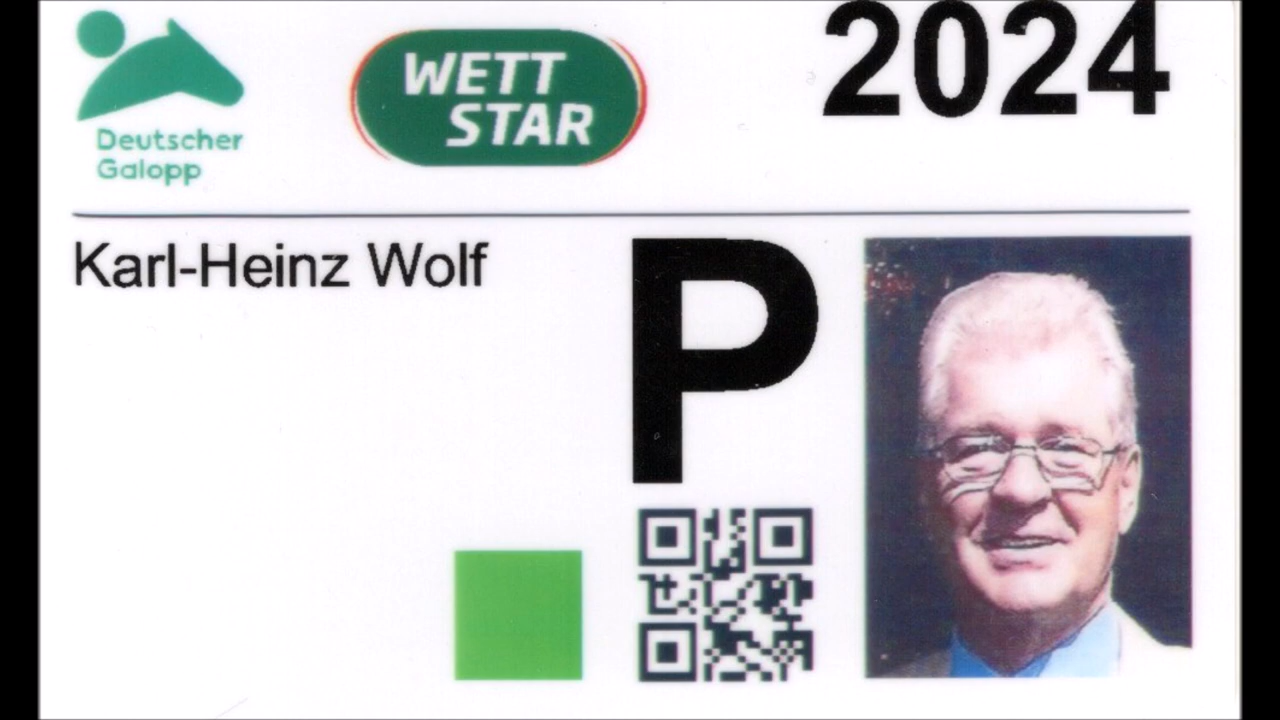 Deutscher
Galopp
WETT
STAR
2024
Karl-Heinz Wolf
P